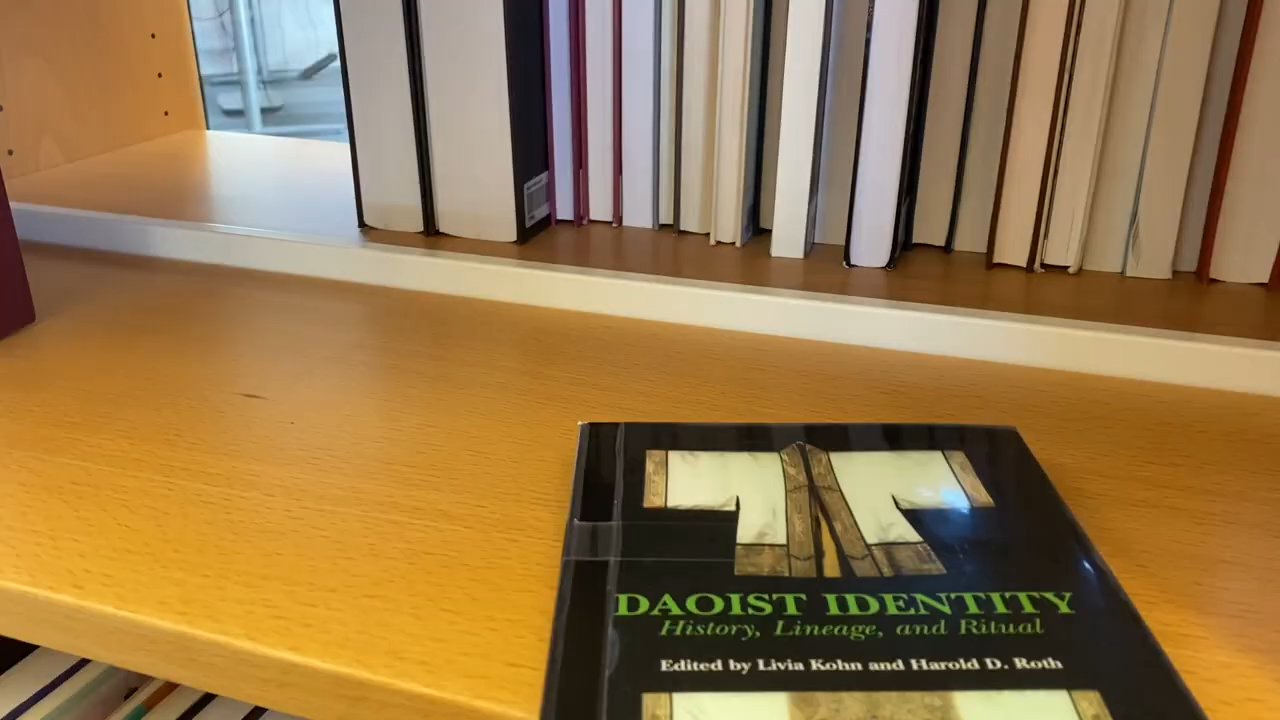 DAOIST IDENTITY
History, Lineage, and Ritual
Edited by Livia Kohn and Harold D. Roth